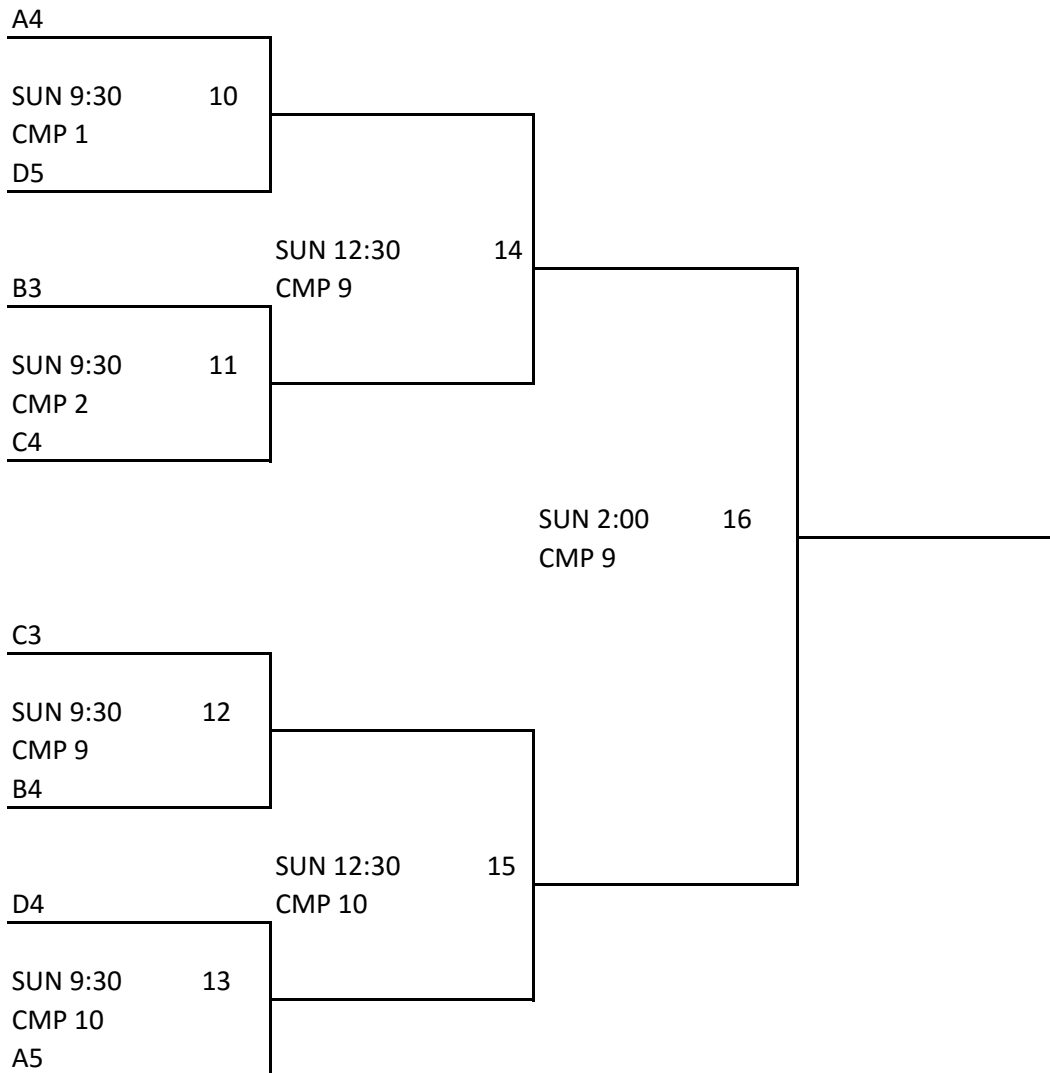 A4
SUN 9:30 10
CMP 1
D5
SUN 12:30 14
CMP 9
B3
SUN 9:30 11
CMP 2
C4
SUN 2:00 16
CMP 9
C3
SUN 9:30 12
CMP 9
B4
SUN 12:30 15
CMP 10
D4
SUN 9:30 13
CMP 10
A5